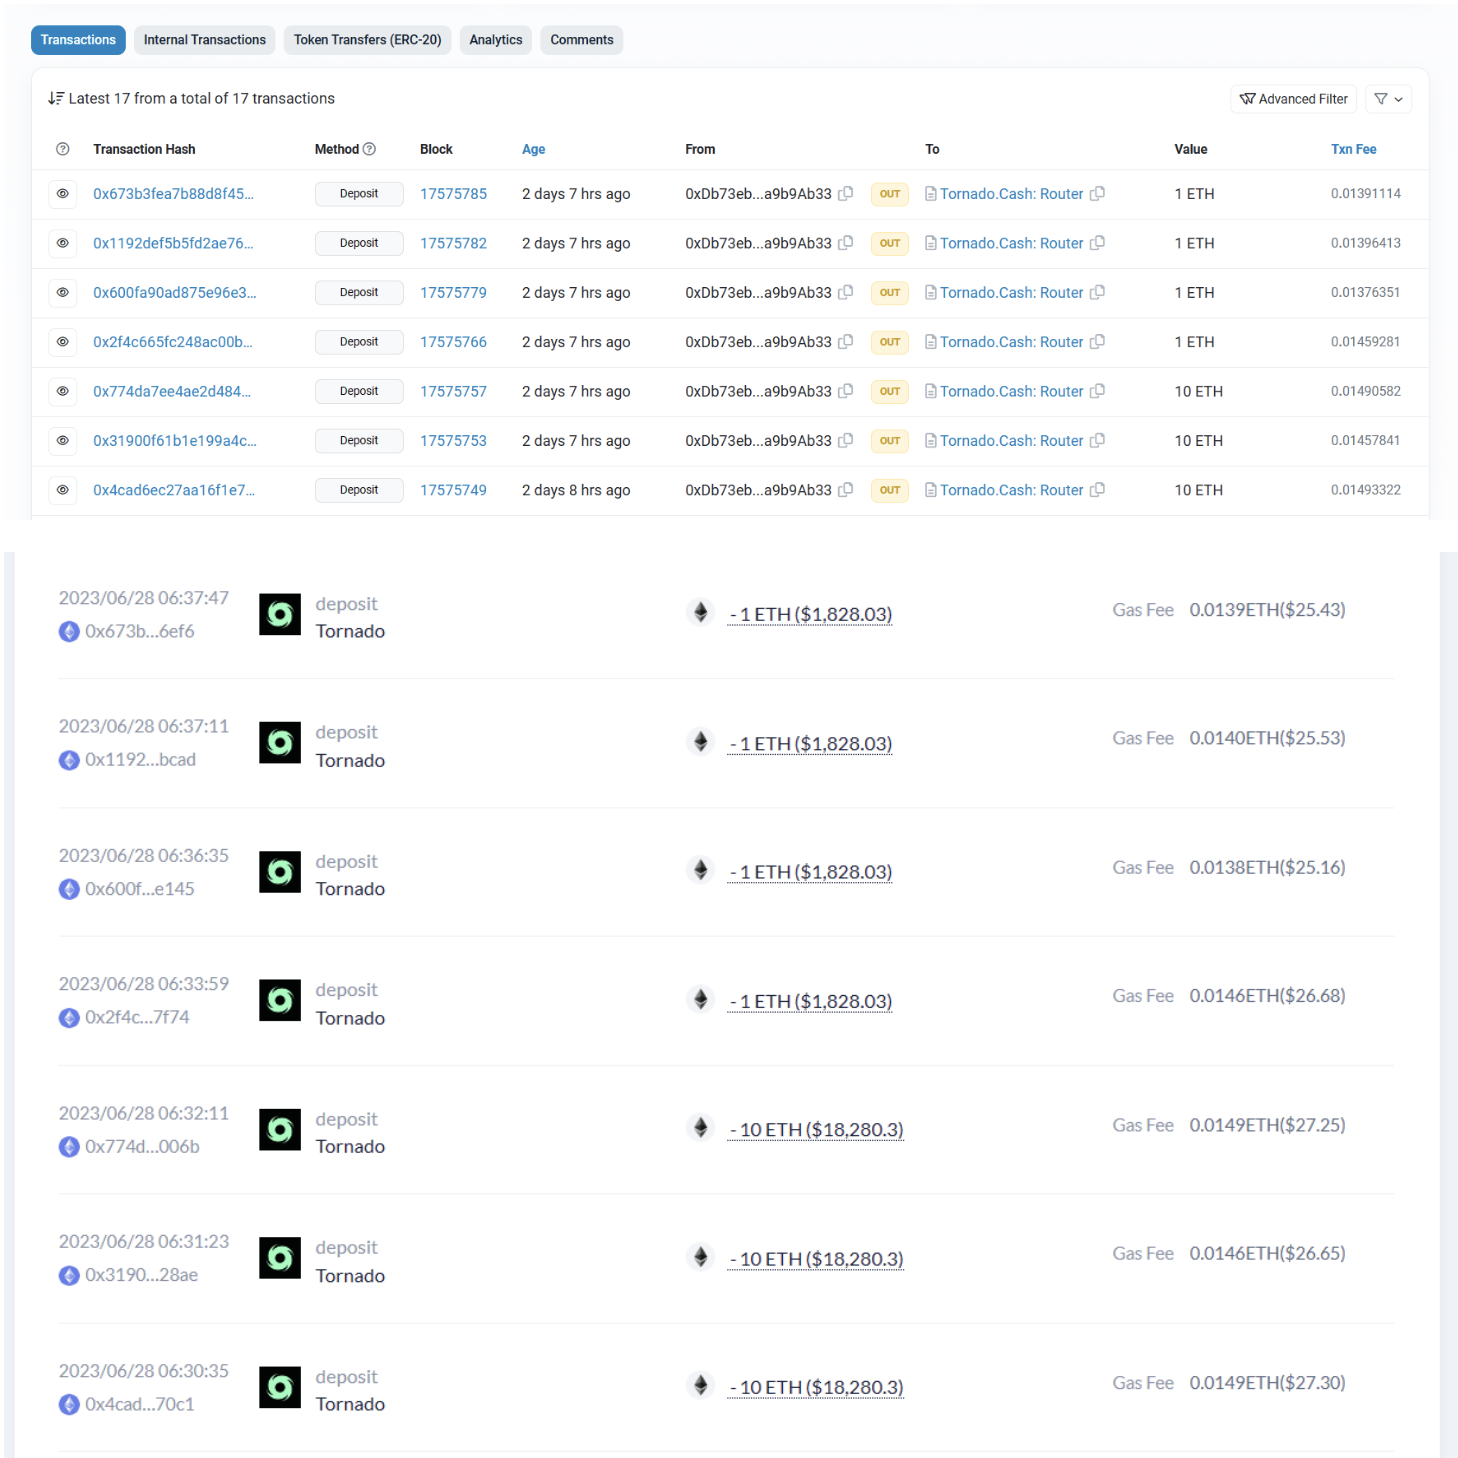 Transactions Internal Transactions Token Transfers (ERC-20) Analytics Comments
Latest 17 from a total of 17 transactions Advanced Filter
Transaction Hash Method Block Age From To Value Txn Fee
0x673b3fea7b88d8f45... Deposit 17575785 2 days 7 hrs ago 0xDb73eb...a9b9Ab33 OUT Tornado.Cash: Router 1 ETH 0.01391114
0x1192def5b5fd2ae76... Deposit 17575782 2 days 7 hrs ago 0xDb73eb...a9b9Ab33 OUT Tornado.Cash: Router 1 ETH 0.01396413
0x600fa90ad875e96e3... Deposit 17575779 2 days 7 hrs ago 0xDb73eb...a9b9Ab33 OUT Tornado.Cash: Router 1 ETH 0.01376351
0x2f4c665fc248ac00b... Deposit 17575766 2 days 7 hrs ago 0xDb73eb...a9b9Ab33 OUT Tornado.Cash: Router 1 ETH 0.01459281
0x774da7ee4ae2d484... Deposit 17575757 2 days 7 hrs ago 0xDb73eb...a9b9Ab33 OUT Tornado.Cash: Router 10 ETH 0.01490582
0x31900f61b1e199a4c... Deposit 17575753 2 days 7 hrs ago 0xDb73eb...a9b9Ab33 OUT Tornado.Cash: Router 10 ETH 0.01457841
0x4cad6ec27aa16f1e7... Deposit 17575749 2 days 8 hrs ago 0xDb73eb...a9b9Ab33 OUT Tornado.Cash: Router 10 ETH 0.01493322
2023/06/28 06:37:47 deposit - 1 ETH ($1,828.03) Gas Fee 0.0139ETH($25.43)
0x673b...6ef6 Tornado
2023/06/28 06:37:11 deposit - 1 ETH ($1,828.03) Gas Fee 0.0140ETH($25.53)
0x1192...bcad Tornado
2023/06/28 06:36:35 deposit - 1 ETH ($1,828.03) Gas Fee 0.0138ETH($25.16)
0x600f...e145 Tornado
2023/06/28 06:33:59 deposit - 1 ETH ($1,828.03) Gas Fee 0.0146ETH($26.68)
0x2f4c...7f74 Tornado
2023/06/28 06:32:11 deposit - 10 ETH ($18,280.3) Gas Fee 0.0149ETH($27.25)
0x774d...006b Tornado
2023/06/28 06:31:23 deposit - 10 ETH ($18,280.3) Gas Fee 0.0146ETH($26.65)
0x3190...28ae Tornado
2023/06/28 06:30:35 deposit - 10 ETH ($18,280.3) Gas Fee 0.0149ETH($27.30)
0x4cad...70c1 Tornado